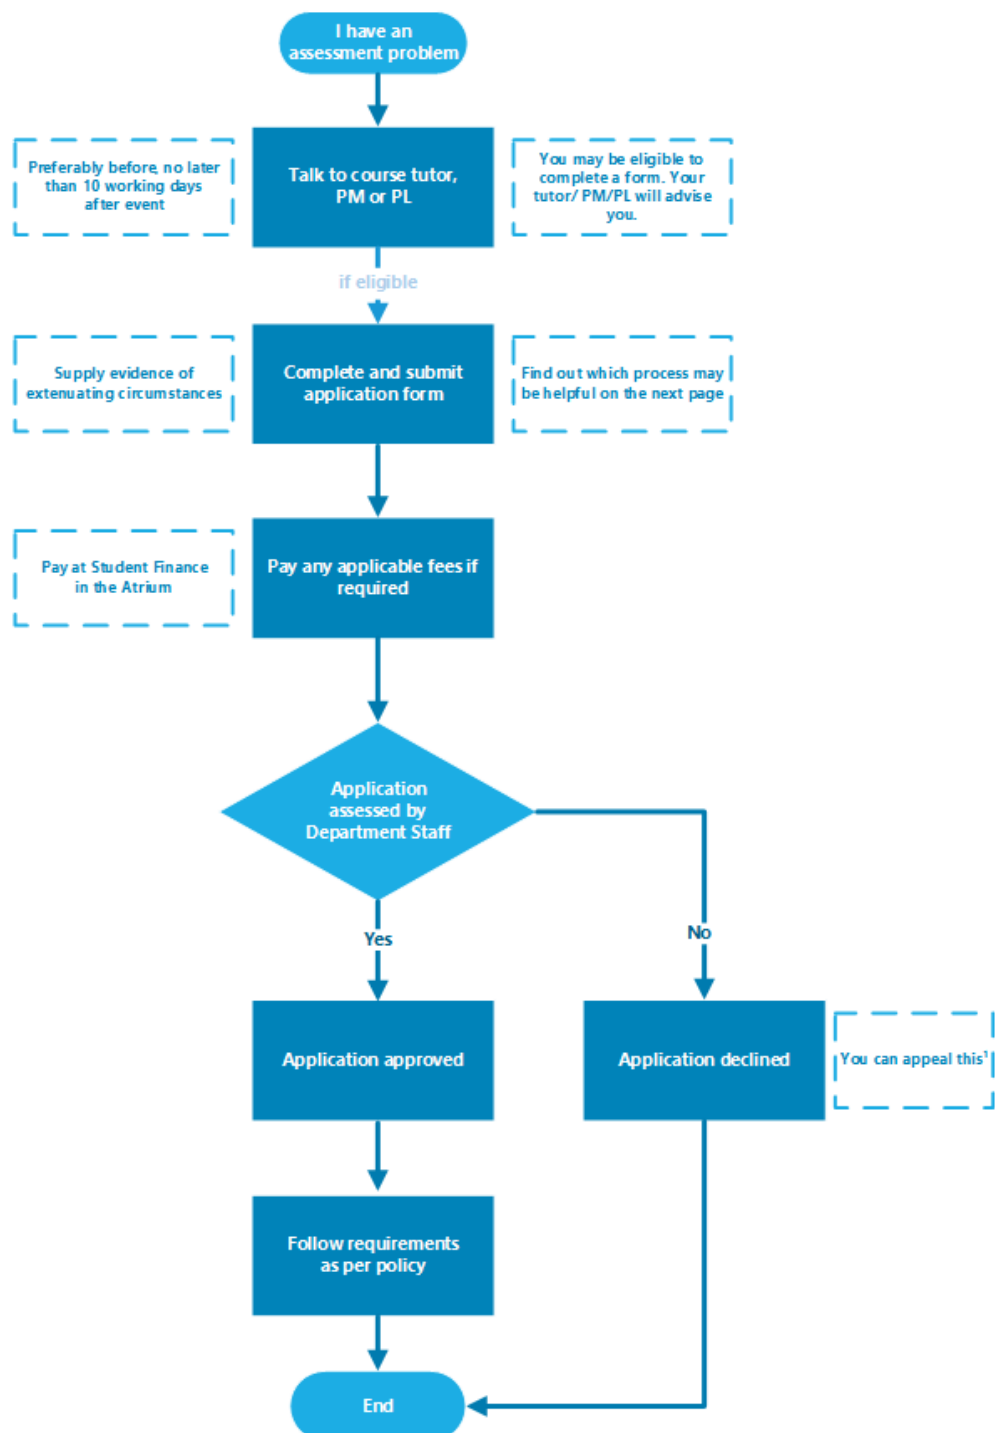 I have an
assessment problem
Preferably before, no later
than 10 working days
after event
Talk to course tutor,
PM or PL
You may be eligible to
complete a form. Your
tutor/ PM/PL will advise
you.
if eligible
Supply evidence of
extenuating circumstances
Complete and submit
application form
Find out which process may
be helpful on the next page
Pay at Student Finance
in the Atrium
Pay any applicable fees if
required
Application
assessed by
Department Staff
Yes
No
Application approved
Application declined
You can appeal this¹
Follow requirements
as per policy
End